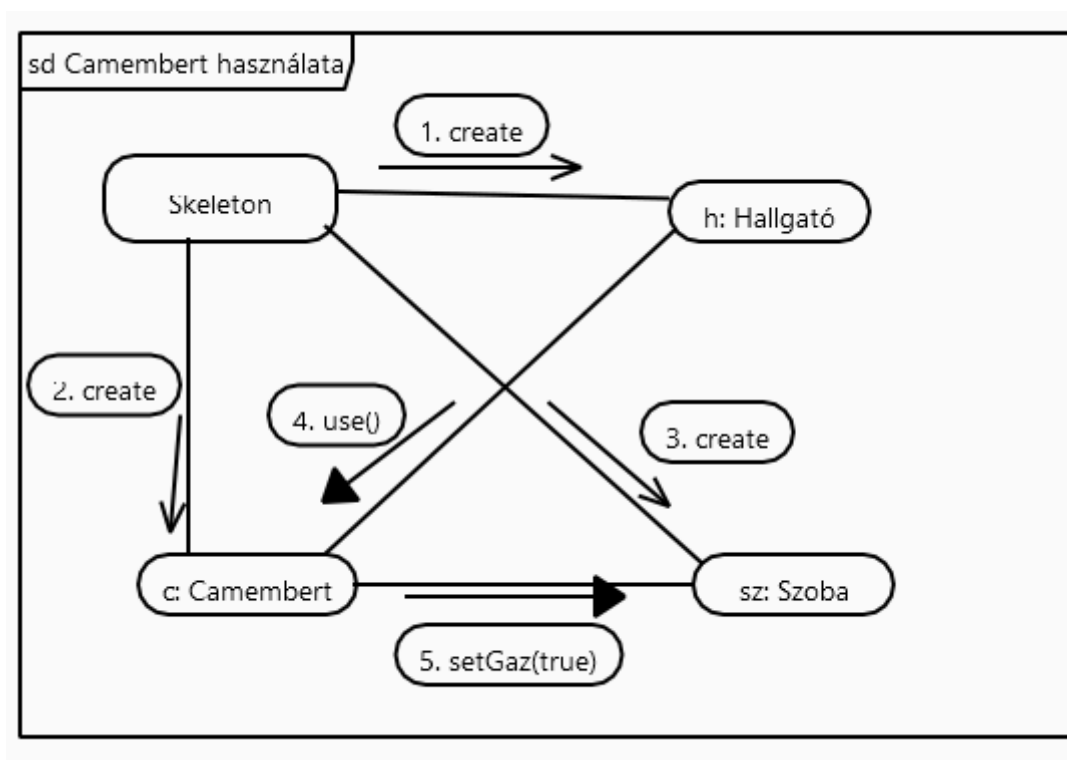 sd Camembert használata
1. create
Skeleton
h: Hallgató
2. create
4. use()
3. create
c: Camembert
sz: Szoba
5. setGaz(true)